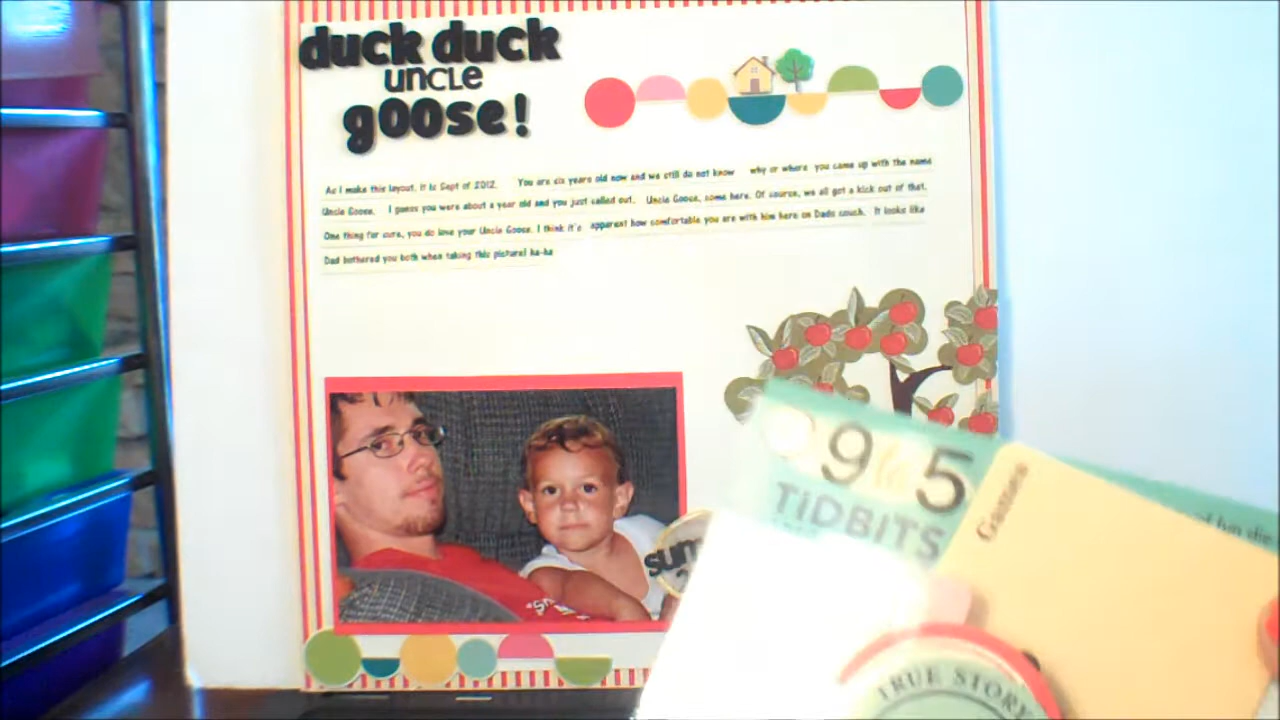 duck duck
uncle
goose!
As I make this layout, it is Sept of 2012. You are six years old now and we still do not know why or where you came up with the name
Uncle Goose. I guess you were about a year old and you just called out, Uncle Goose, come here. Of course, we all got a kick out of that.
One thing for sure, you do love your Uncle Goose. I think it's apparent how comfortable you are with him here on Dads couch. It looks like
Dad bothered you both when taking this picture! ha-ha
9 5
TiDBiTS
of fun die
TRUE STORY